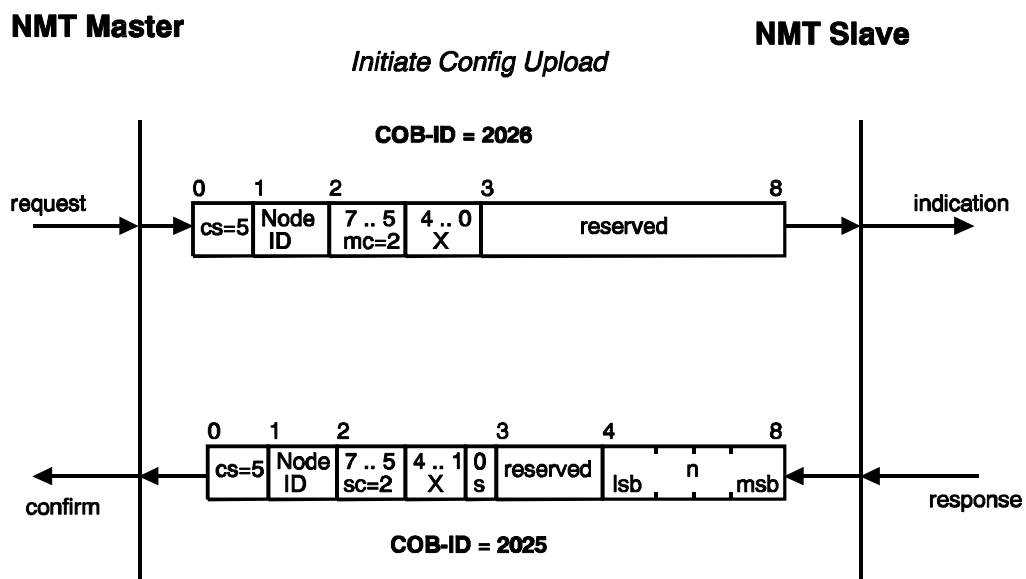 NMT Master
NMT Slave
Initiate Config Upload
COB-ID = 2026
0 1 2 3 8
request
indication
cs=5
Node ID
7 .. 5
mc=2
4 .. 0
X
reserved
0 1 2 3 4 8
cs=5
Node ID
7 .. 5
sc=2
4 .. 1
X
0
s
reserved
lsb n msb
confirm
response
COB-ID = 2025